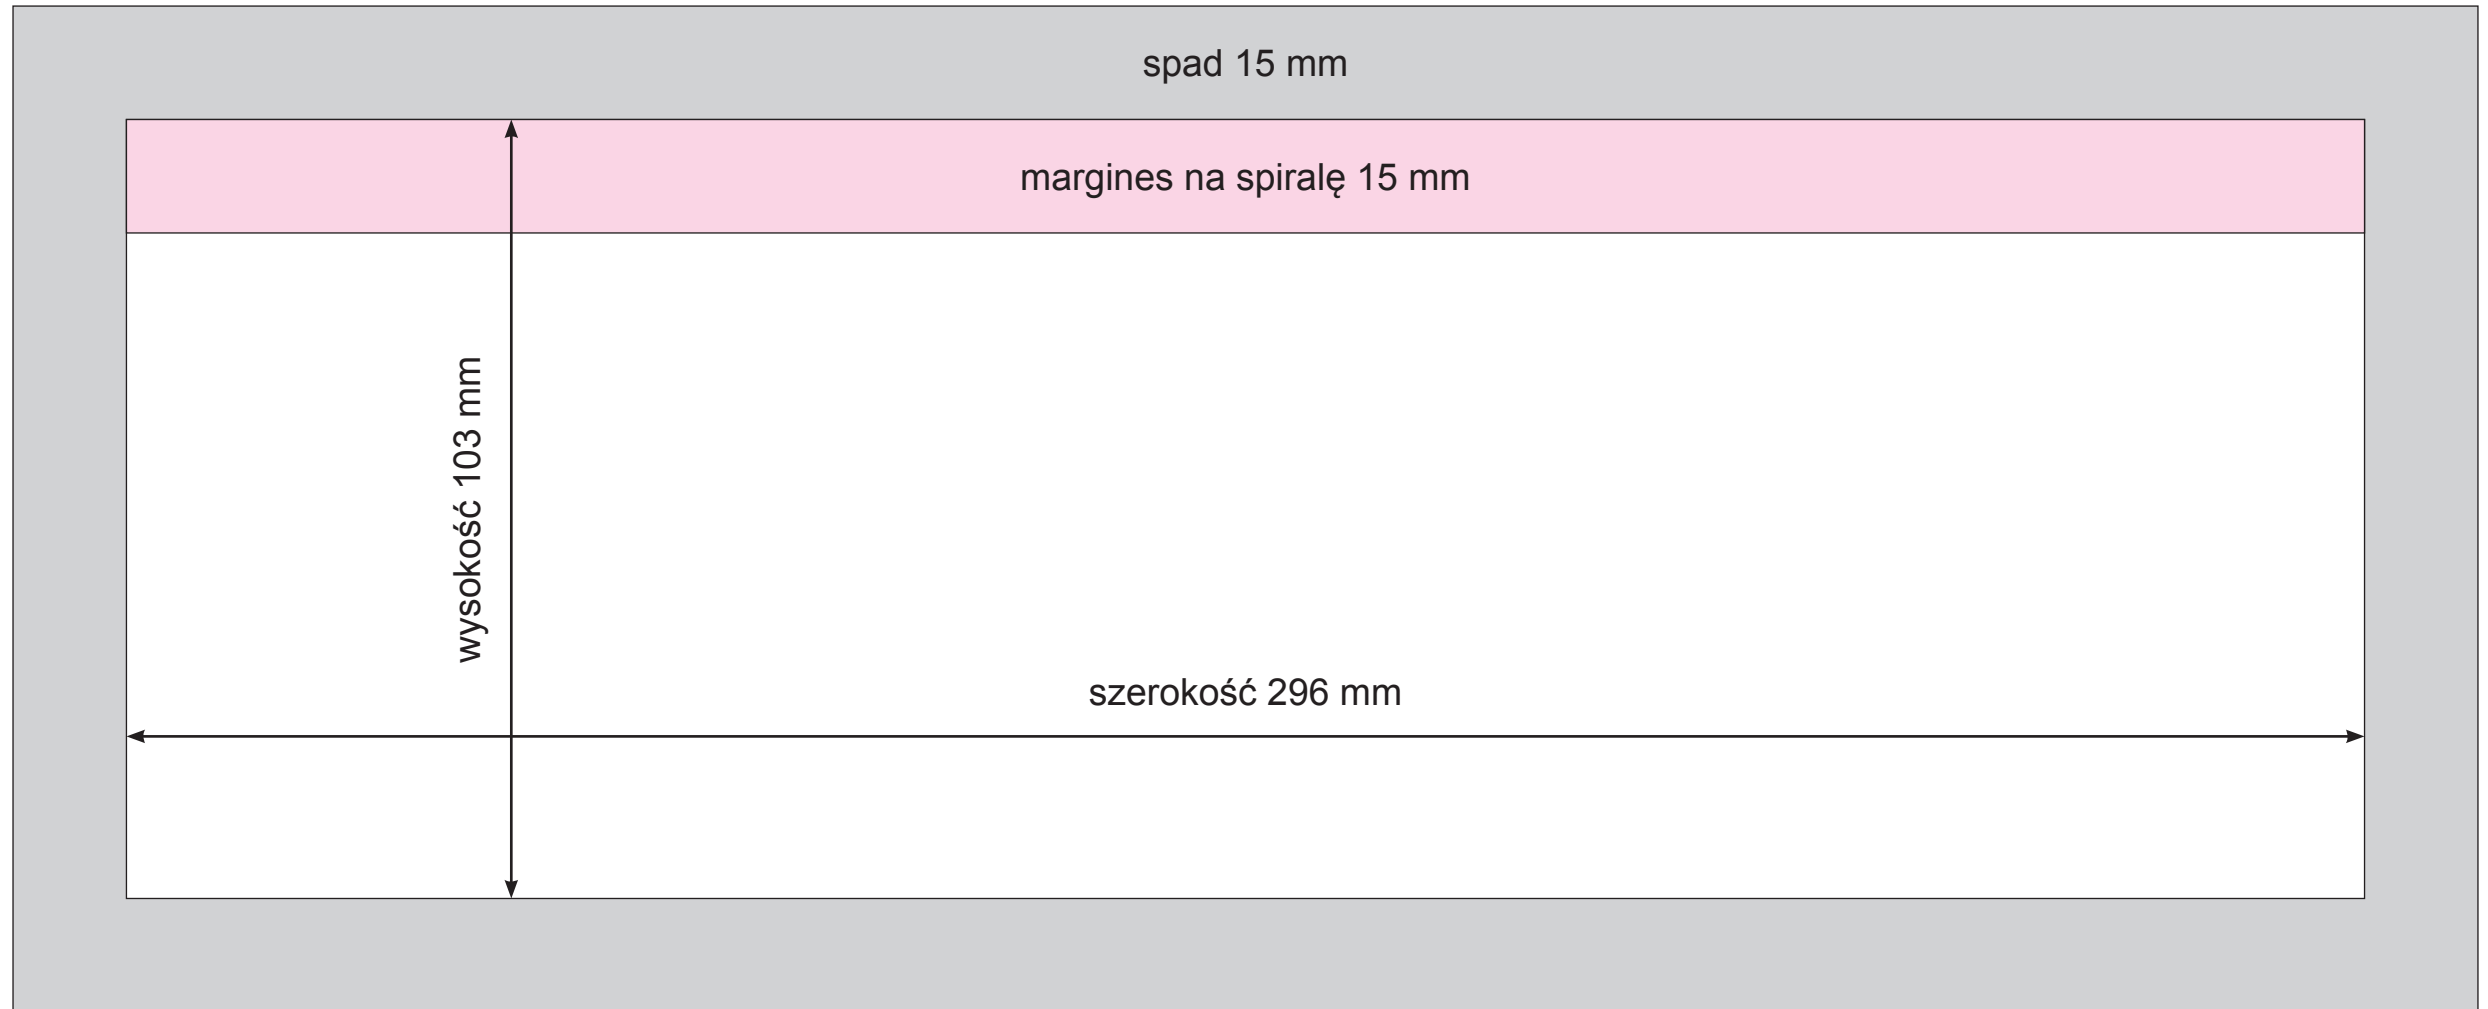 spad 15 mm
margines na spiralę 15 mm
wysokość 103 mm
szerokość 296 mm